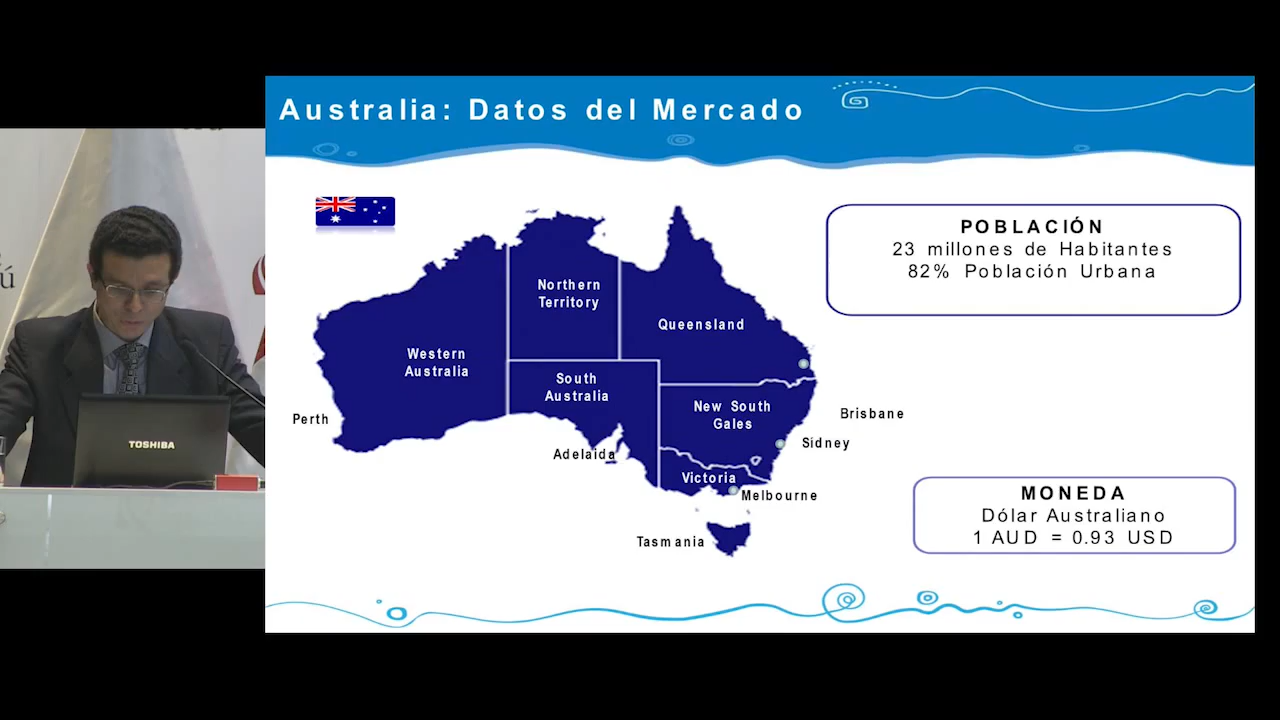 Australia: Datos del Mercado
POBLACIÓN
23 millones de Habitantes
82% Población Urbana
Northern
Territory
Queensland
Western
Australia
South
Australia
New South
Gales
Brisbane
Perth
Sidney
Adelaida
Victoria
Melbourne
Tasmania
MONEDA
Dólar Australiano
1 AUD = 0.93 USD
TOSHIBA